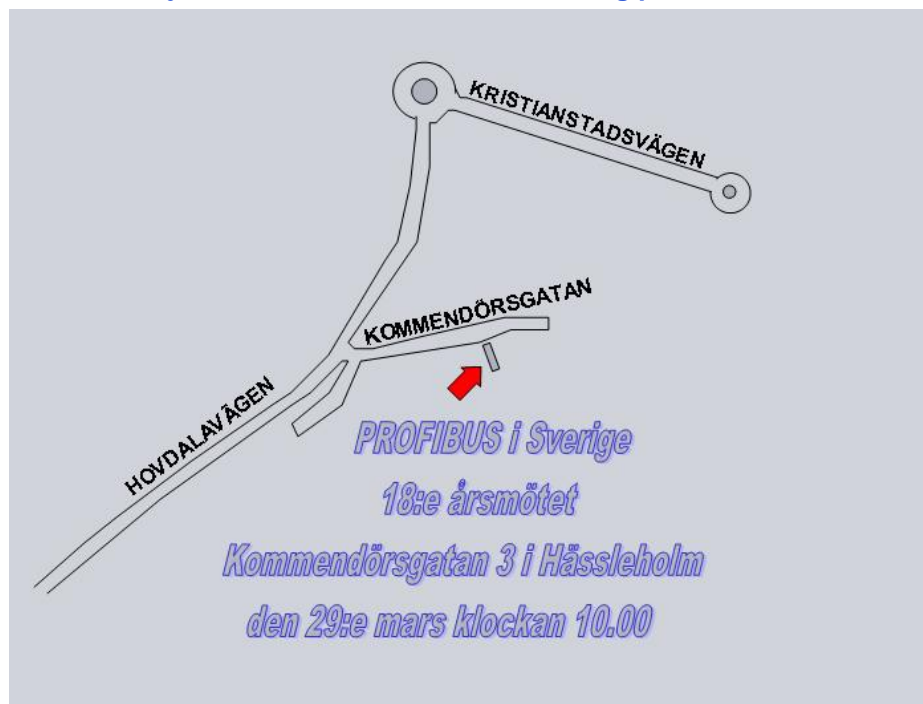 KRISTIANSTADSVÄGEN
KOMMENDÖRSGATAN
HOVDALAVÄGEN
PROFIBUS i Sverige
18:e årsmötet
Kommendörsgatan 3 i Hässleholm
den 29:e mars klockan 10.00